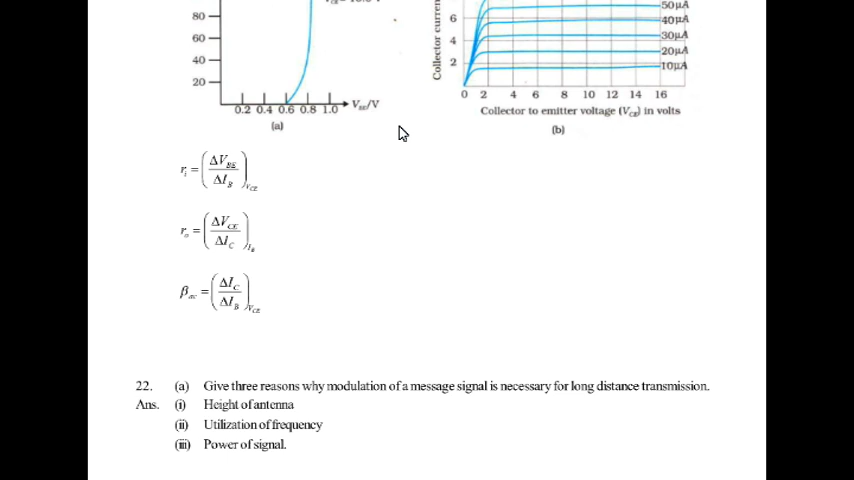 80
60
40
20
0.2 0.4 0.6 0.8 1.0 V_BE/V
(a)
Collector curren
6
4
2
50μA
40μA
30μA
20μA
10μA
0 2 4 6 8 10 12 14 16
Collector to emitter voltage (V_CE) in volts
(b)
r_i = (ΔV_BE / ΔI_B)_V_CE
r_o = (ΔV_CE / ΔI_C)_I_B
β_ac = (ΔI_C / ΔI_B)_V_CE
22. (a) Give three reasons why modulation of a message signal is necessary for long distance transmission.
Ans. (i) Height of antenna
(ii) Utilization of frequency
(iii) Power of signal.